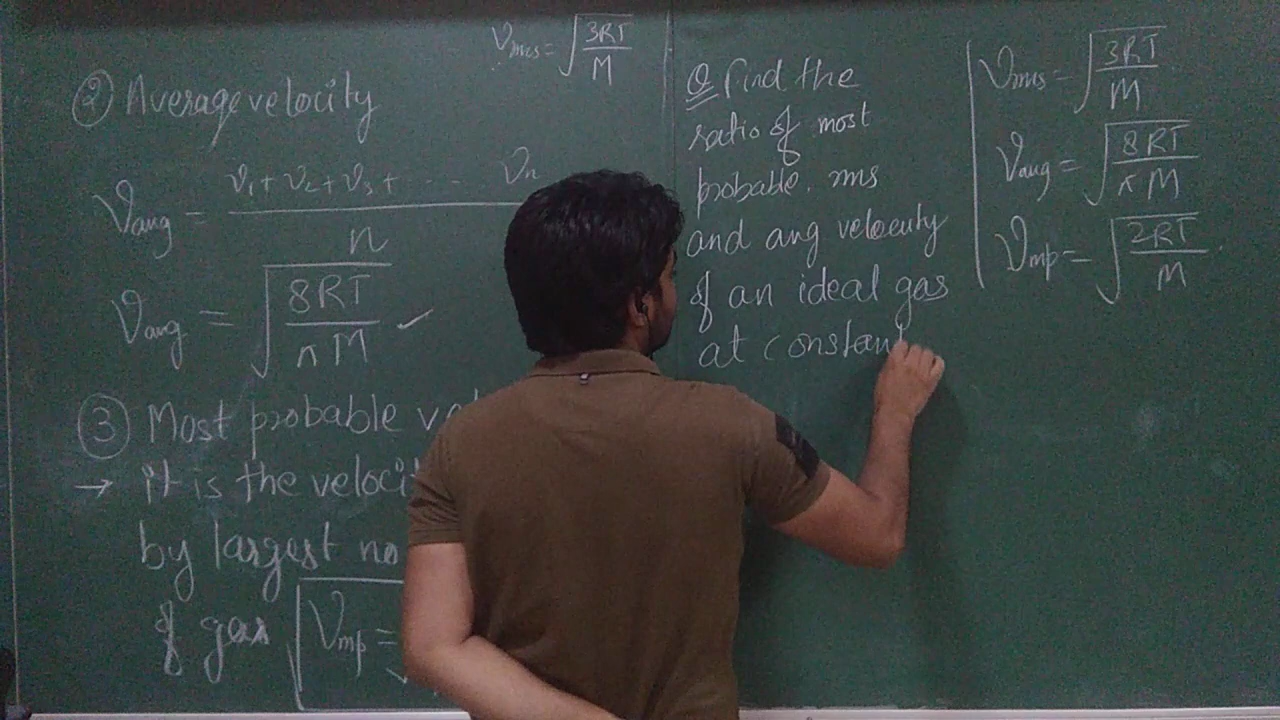 Vrms = √3RT/M
② Average velocity
Vavg = V₁ + V₂ + V₃ + ---- Vn / n
Vavg = √8RT/πM ✓
③ Most probable
→ it is the
by largest no
of gas Vmp =
Q Find the
ratio of most
probable. rms
and avg velocity
of an ideal gas
at constan
Vrms = √3RT/M
Vavg = √8RT/πM
Vmp = √2RT/M